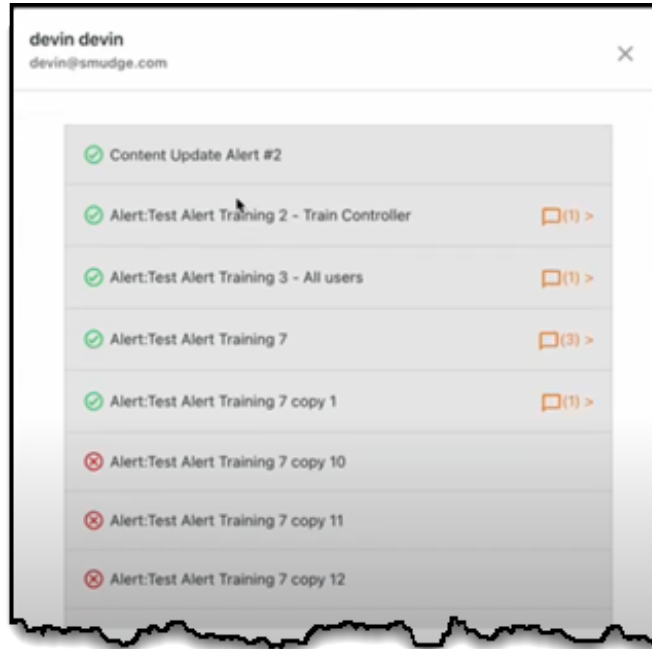 devin devin
devin@smudge.com
Content Update Alert #2
Alert:Test Alert Training 2 - Train Controller (1) >
Alert:Test Alert Training 3 - All users (1) >
Alert:Test Alert Training 7 (3) >
Alert:Test Alert Training 7 copy 1 (1) >
Alert:Test Alert Training 7 copy 10
Alert:Test Alert Training 7 copy 11
Alert:Test Alert Training 7 copy 12